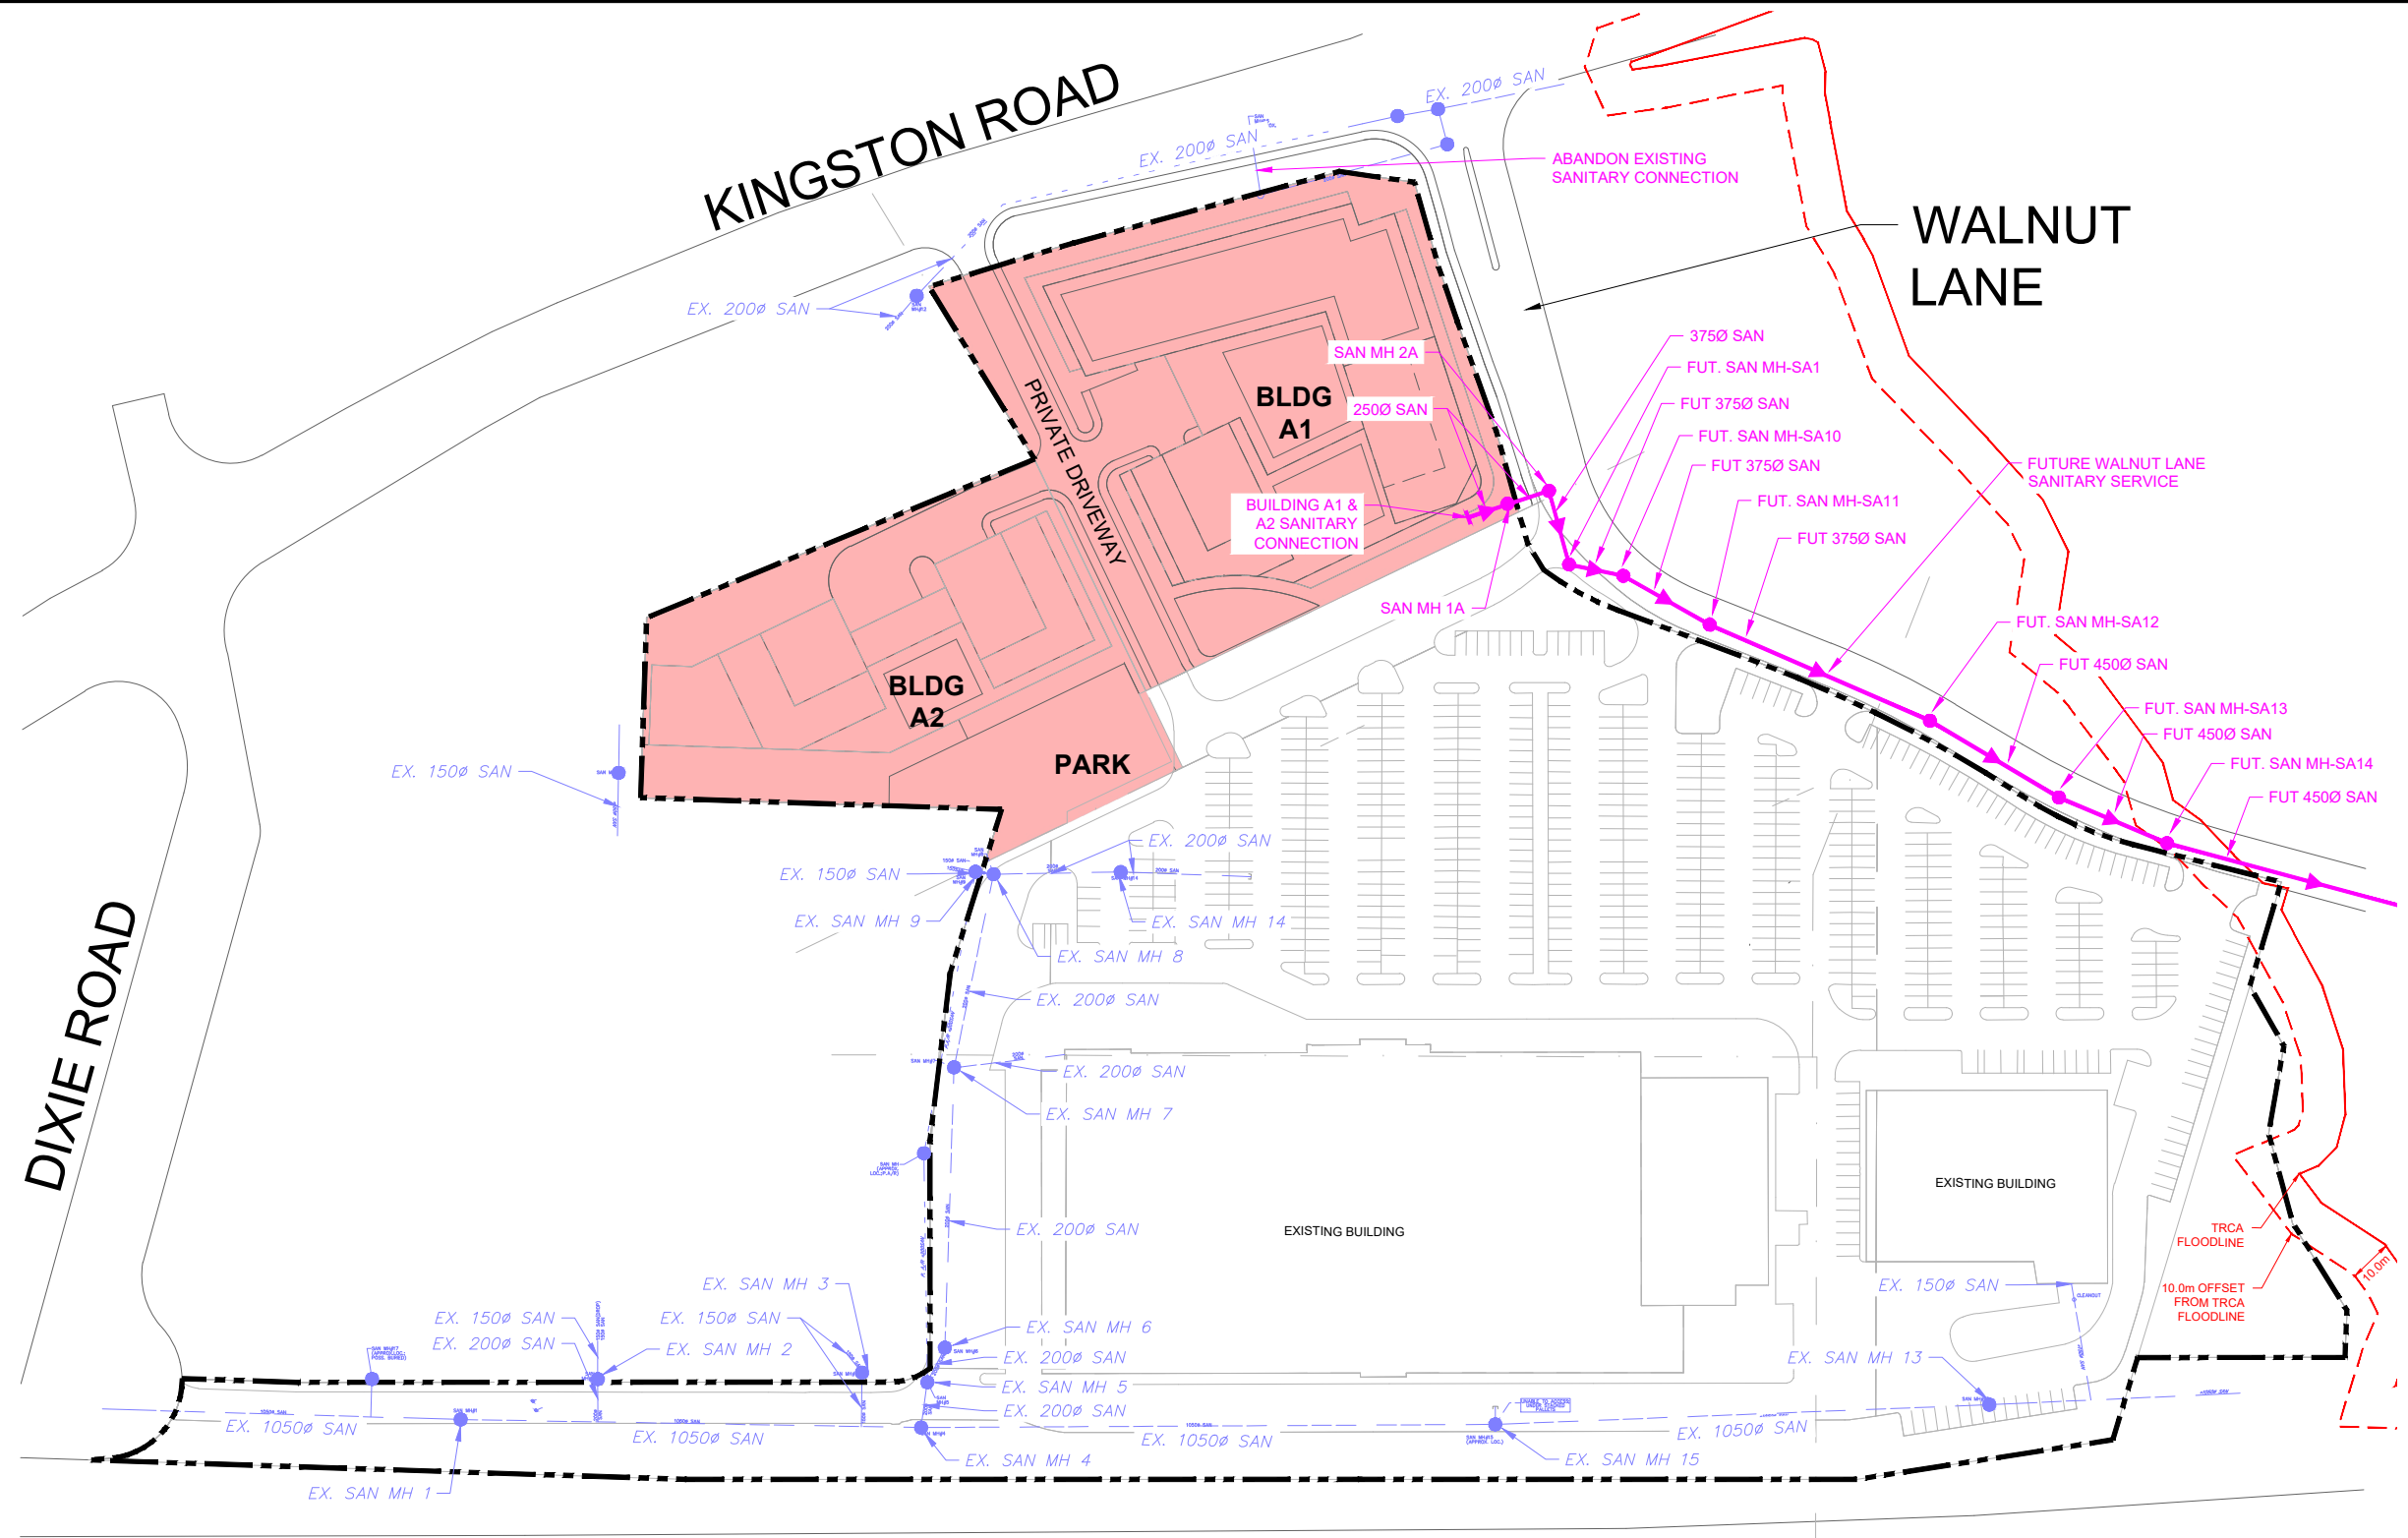 KINGSTON ROAD
EX. 200ø SAN
EX. 200ø SAN
ABANDON EXISTING
SANITARY CONNECTION
WALNUT
LANE
EX. 200ø SAN
375Ø SAN
SAN MH 2A
FUT. SAN MH-SA1
250Ø SAN
FUT 375Ø SAN
BLDG
A1
FUT. SAN MH-SA10
FUT 375Ø SAN
FUTURE WALNUT LANE
SANITARY SERVICE
FUT. SAN MH-SA11
FUT 375Ø SAN
PRIVATE DRIVEWAY
BUILDING A1 &
A2 SANITARY
CONNECTION
SAN MH 1A
FUT. SAN MH-SA12
FUT 450Ø SAN
FUT. SAN MH-SA13
FUT 450Ø SAN
FUT. SAN MH-SA14
FUT 450Ø SAN
BLDG
A2
PARK
EX. 150ø SAN
EX. 200ø SAN
EX. 150ø SAN
EX. SAN MH 9
EX. SAN MH 14
EX. SAN MH 8
EX. 200ø SAN
DIXIE ROAD
EX. 200ø SAN
EX. SAN MH 7
SAN MH
(APPROX.
EXISTING BUILDING
EXISTING BUILDING
EX. 200ø SAN
TRCA
FLOODLINE
10.0m
10.0m OFFSET
FROM TRCA
FLOODLINE
EX. SAN MH 3
EX. 150ø SAN
CLEANOUT
EX. 150ø SAN
EX. 150ø SAN
EX. 200ø SAN
EX. SAN MH 2
EX. SAN MH 6
EX. 200ø SAN
EX. SAN MH 13
EX. SAN MH 5
EX. 200ø SAN
EX. 1050ø SAN
EX. 1050ø SAN
EX. 1050ø SAN
EX. 1050ø SAN
EX. SAN MH 4
EX. SAN MH 15
EX. SAN MH 1